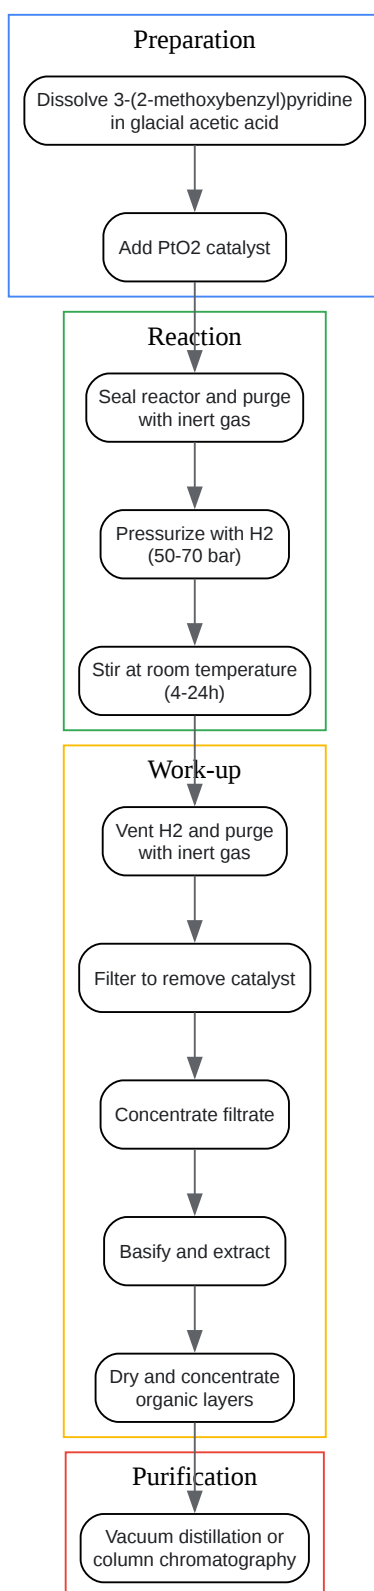 Preparation
Dissolve 3-(2-methoxybenzyl)pyridine
in glacial acetic acid
Add PtO2 catalyst
Reaction
Seal reactor and purge
with inert gas
Pressurize with H2
(50-70 bar)
Stir at room temperature
(4-24h)
Work-up
Vent H2 and purge
with inert gas
Filter to remove catalyst
Concentrate filtrate
Basify and extract
Dry and concentrate
organic layers
Purification
Vacuum distillation or
column chromatography